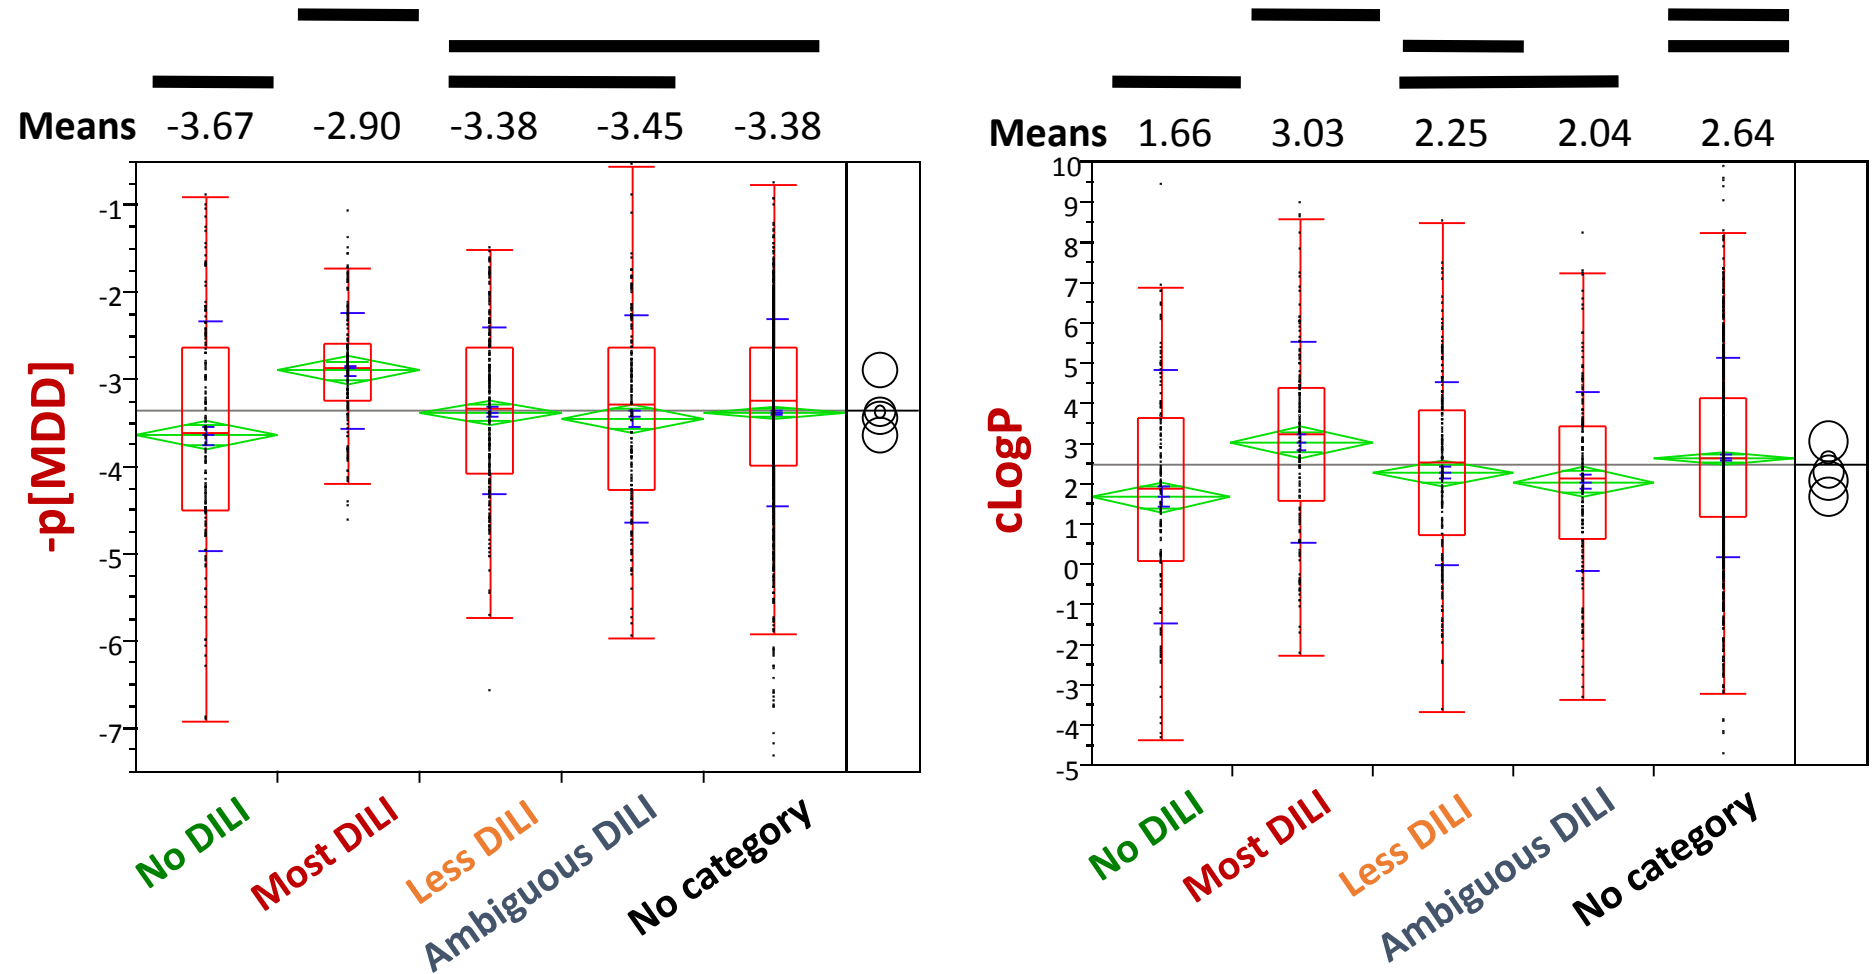 Means -3.67 -2.90 -3.38 -3.45 -3.38
-p[MDD]
-1
-2
-3
-4
-5
-6
-7
No DILI
Most DILI
Less DILI
Ambiguous DILI
No category
Means 1.66 3.03 2.25 2.04 2.64
cLogP
10
9
8
7
6
5
4
3
2
1
0
-1
-2
-3
-4
-5
No DILI
Most DILI
Less DILI
Ambiguous DILI
No category